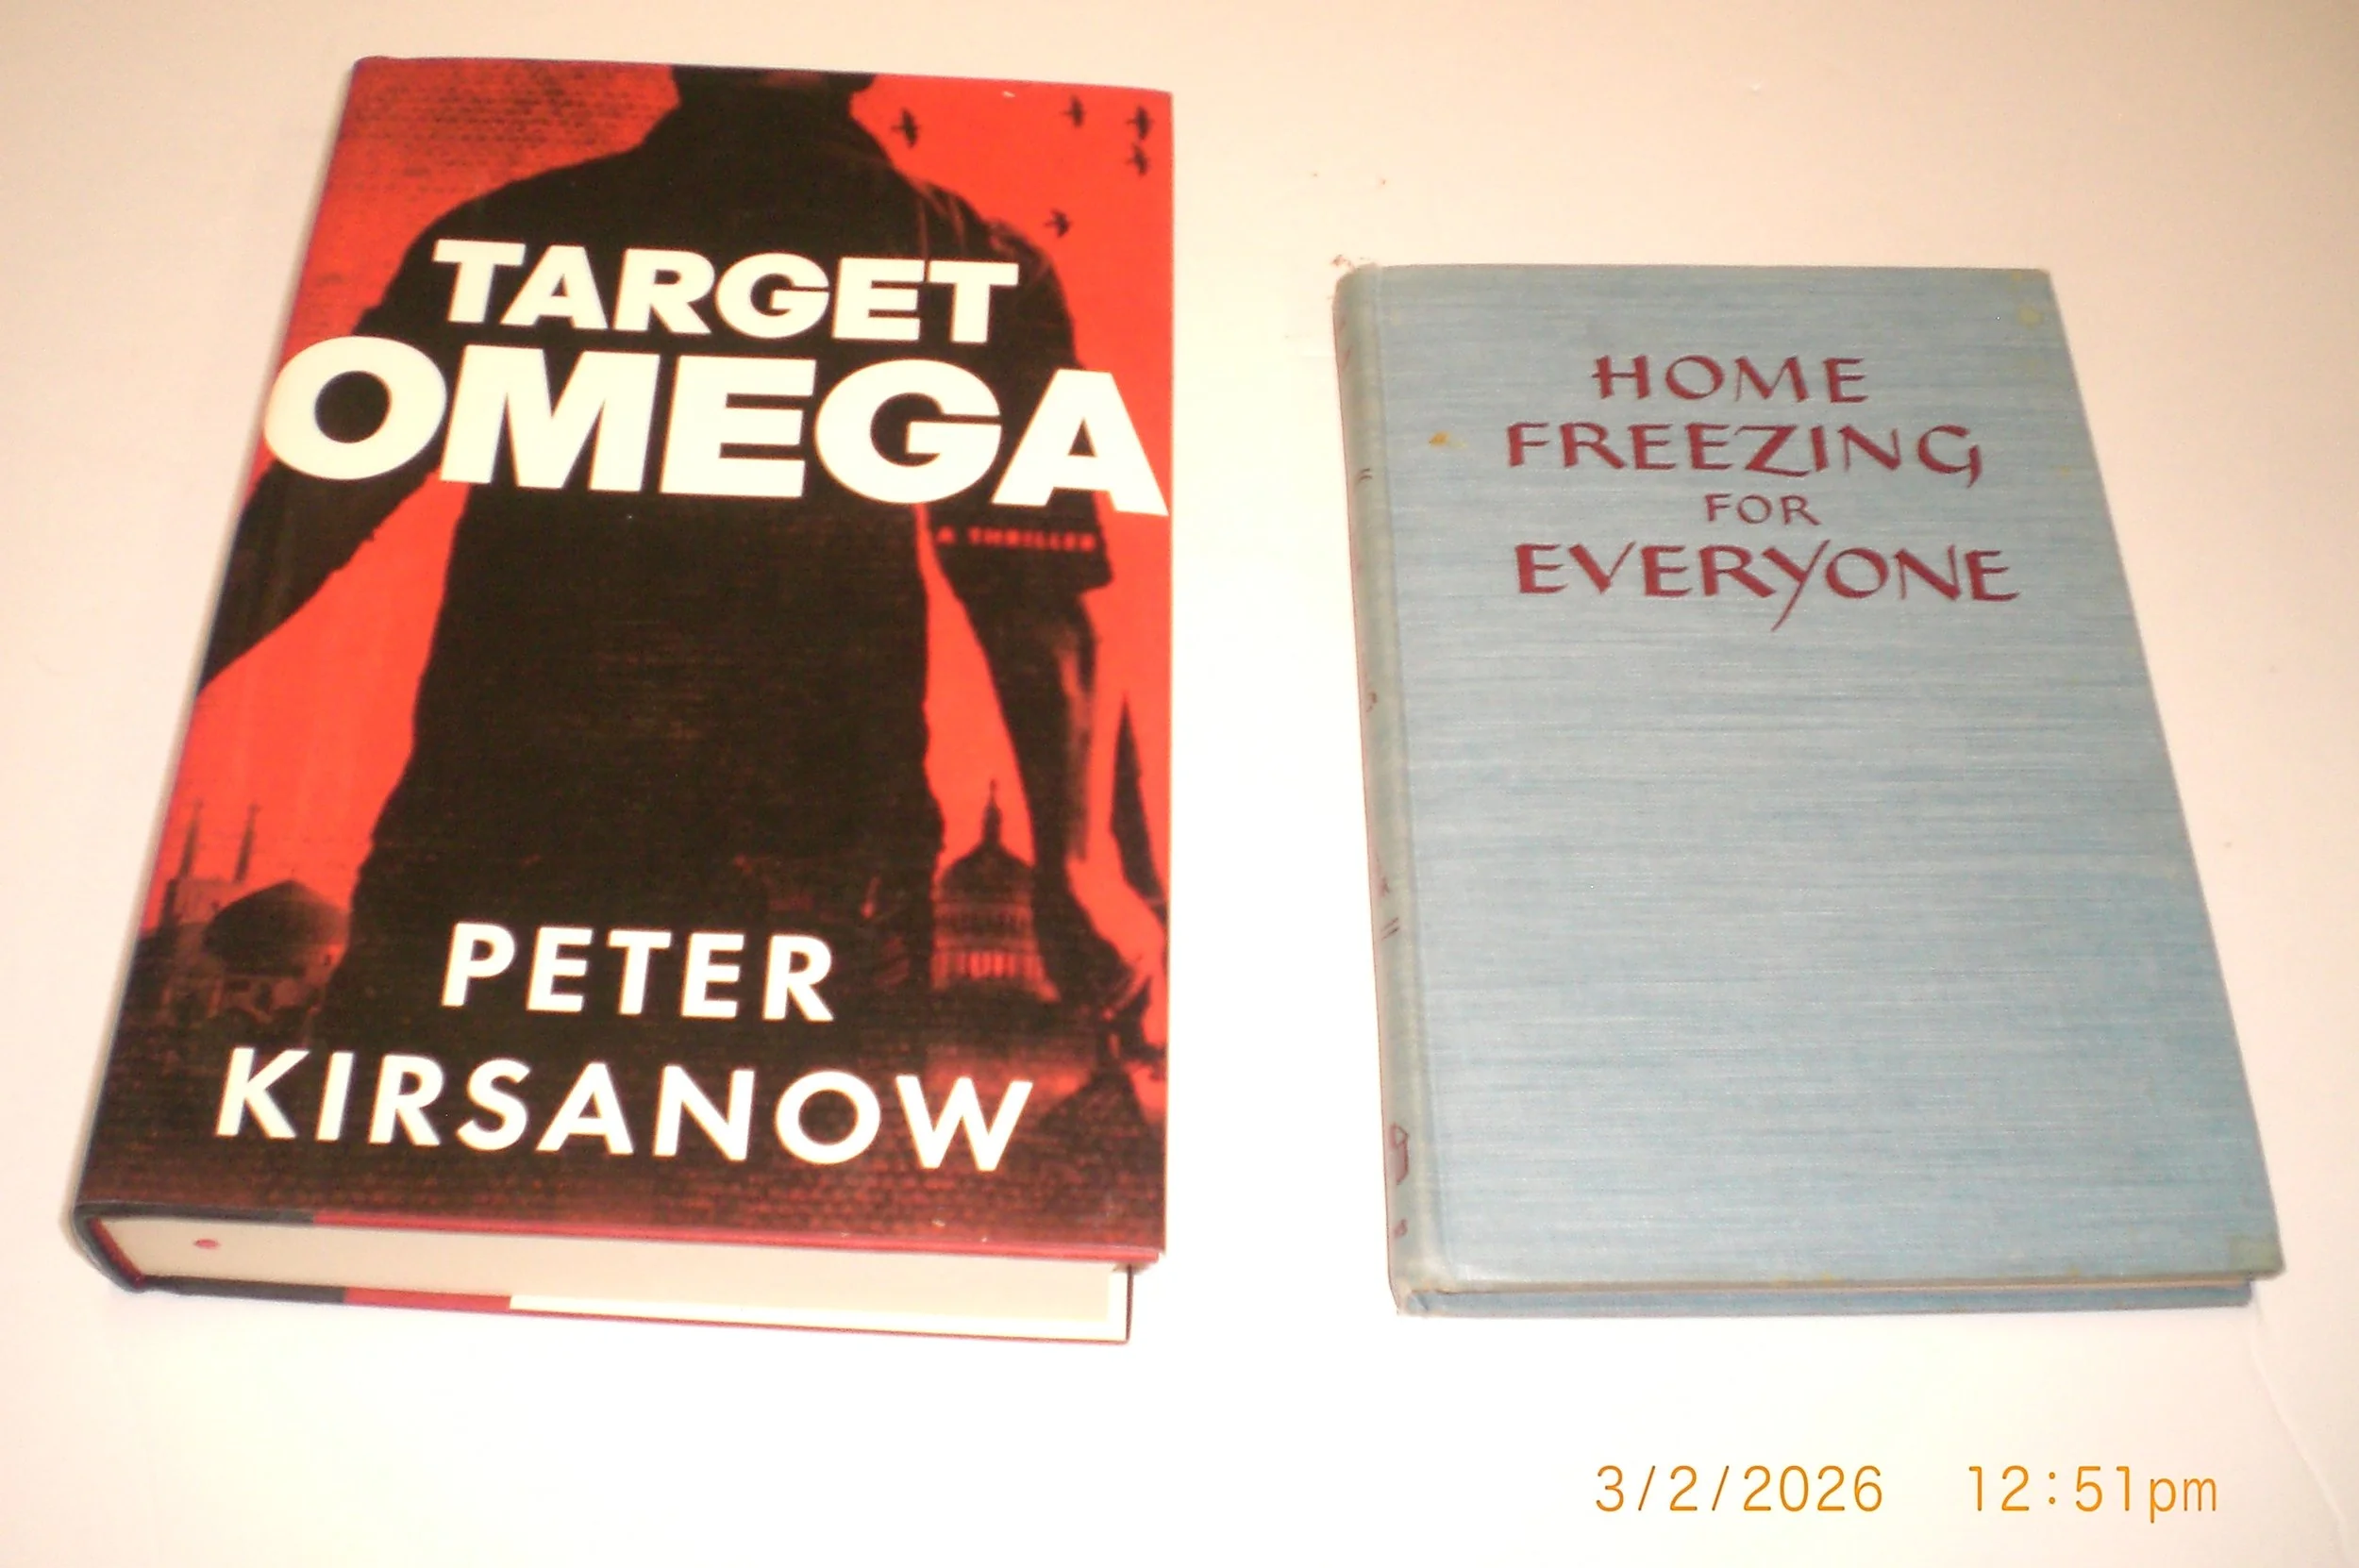 TARGET
OMEGA
A THRILLER
PETER
KIRSANOW
HOME
FREEZING
FOR
EVERYONE
3/2/2026 12:51pm